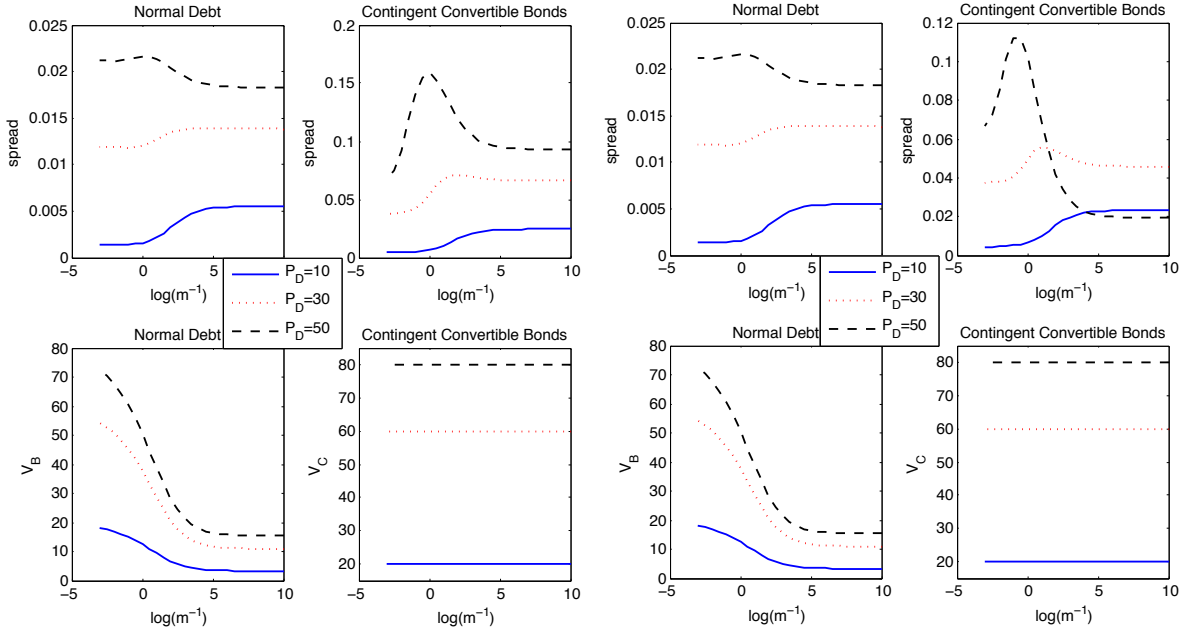 Normal Debt
0.025
0.02
0.015
0.01
0.005
0
spread
−5
0
5
10
log(m⁻¹)
Contingent Convertible Bonds
0.2
0.15
0.1
0.05
0
spread
−5
0
5
10
log(m⁻¹)
P_D=10
P_D=30
P_D=50
Normal Debt
80
70
60
50
40
30
20
10
0
V_B
−5
0
5
10
log(m⁻¹)
Contingent Convertible Bonds
80
70
60
50
40
30
20
V_C
−5
0
5
10
log(m⁻¹)
Normal Debt
0.025
0.02
0.015
0.01
0.005
0
spread
−5
0
5
10
log(m⁻¹)
Contingent Convertible Bonds
0.12
0.1
0.08
0.06
0.04
0.02
0
spread
−5
0
5
10
log(m⁻¹)
P_D=10
P_D=30
P_D=50
Normal Debt
80
70
60
50
40
30
20
10
0
V_B
−5
0
5
10
log(m⁻¹)
Contingent Convertible Bonds
80
70
60
50
40
30
20
V_C
−5
0
5
10
log(m⁻¹)